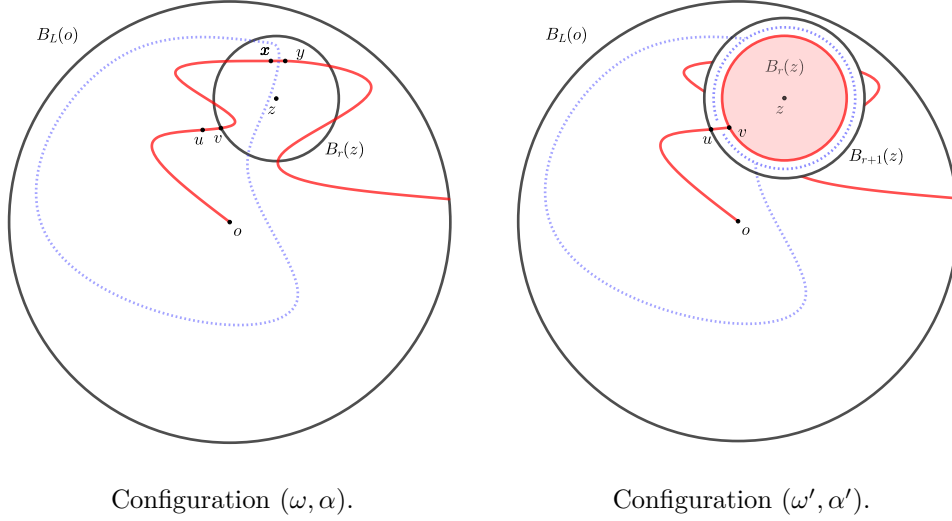 B_L(o)
B_L(o)
x y
B_r(z)
z
z
u v
v
u
B_r(z)
B_{r+1}(z)
o
o
Configuration (ω, α).
Configuration (ω′, α′).